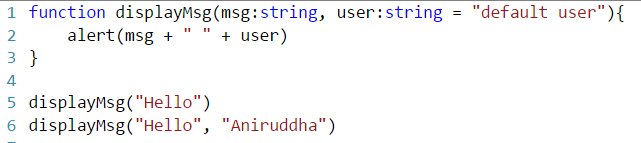 1 function displayMsg(msg:string, user:string = "default user"){
2     alert(msg + " " + user)
3 }
4
5 displayMsg("Hello")
6 displayMsg("Hello", "Aniruddha")